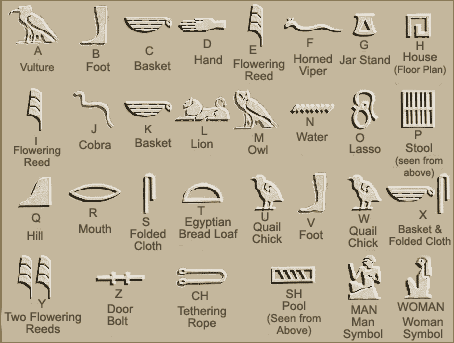 A B C D E F G H
Vulture Foot Basket Hand Flowering Reed Horned Viper Jar Stand House (Floor Plan)
I J K L M N O P
Flowering Reed Cobra Basket Lion Owl Water Lasso Stool (seen from above)
Q R S T U V W X
Hill Mouth Folded Cloth Egyptian Bread Loaf Quail Chick Foot Quail Chick Basket & Folded Cloth
Y Z CH SH MAN WOMAN
Two Flowering Reeds Door Bolt Tethering Rope Pool (Seen from Above) Man Symbol Woman Symbol